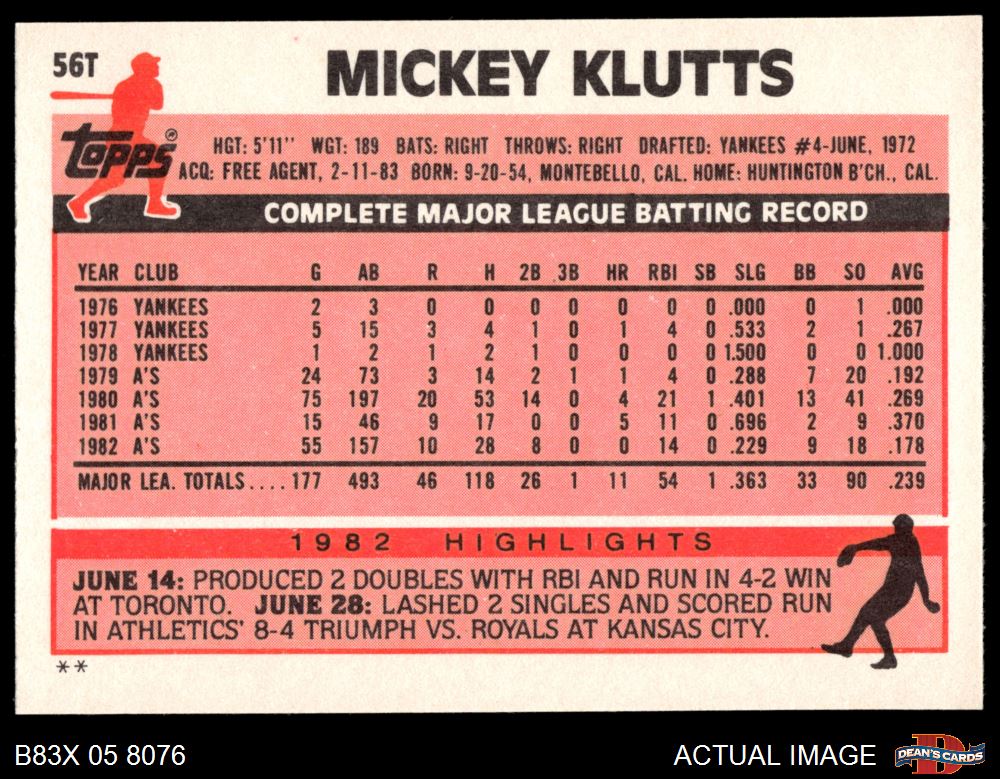 56T
MICKEY KLUTTS
Topps®
HGT: 5'11" WGT: 189 BATS: RIGHT THROWS: RIGHT DRAFTED: YANKEES #4-JUNE, 1972
ACQ: FREE AGENT, 2-11-83 BORN: 9-20-54, MONTEBELLO, CAL. HOME: HUNTINGTON B'CH., CAL.
COMPLETE MAJOR LEAGUE BATTING RECORD
YEAR CLUB G AB R H 2B 3B HR RBI SB SLG BB SO AVG
1976 YANKEES 2 3 0 0 0 0 0 0 0 .000 0 1 .000
1977 YANKEES 5 15 3 4 1 0 1 4 0 .533 2 1 .267
1978 YANKEES 1 2 1 2 1 0 0 0 0 1.500 0 0 1.000
1979 A'S 24 73 3 14 2 1 1 4 0 .288 7 20 .192
1980 A'S 75 197 20 53 14 0 4 21 1 .401 13 41 .269
1981 A'S 15 46 9 17 0 0 5 11 0 .696 2 9 .370
1982 A'S 55 157 10 28 8 0 0 14 0 .229 9 18 .178
MAJOR LEA. TOTALS.... 177 493 46 118 26 1 11 54 1 .363 33 90 .239
1982 HIGHLIGHTS
JUNE 14: PRODUCED 2 DOUBLES WITH RBI AND RUN IN 4-2 WIN
AT TORONTO. JUNE 28: LASHED 2 SINGLES AND SCORED RUN
IN ATHLETICS' 8-4 TRIUMPH VS. ROYALS AT KANSAS CITY.
**
B83X 05 8076
ACTUAL IMAGE
DEAN'S CARDS